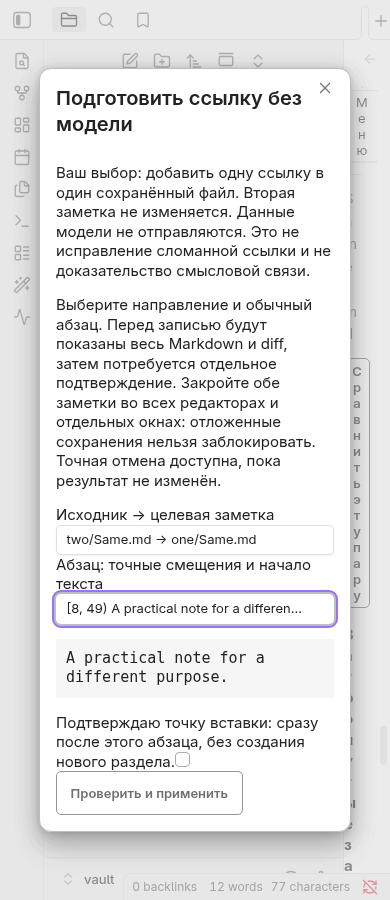 Подготовить ссылку без
модели
Ваш выбор: добавить одну ссылку в
один сохранённый файл. Вторая
заметка не изменяется. Данные
модели не отправляются. Это не
исправление сломанной ссылки и не
доказательство смысловой связи.
Выберите направление и обычный
абзац. Перед записью будут
показаны весь Markdown и diff,
затем потребуется отдельное
подтверждение. Закройте обе
заметки во всех редакторах и
отдельных окнах: отложенные
сохранения нельзя заблокировать.
Точная отмена доступна, пока
результат не изменён.
Исходник → целевая заметка
two/Same.md → one/Same.md
Абзац: точные смещения и начало
текста
[8, 49) A practical note for a differen...
A practical note for a
different purpose.
Подтверждаю точку вставки: сразу
после этого абзаца, без создания
нового раздела.
Проверить и применить
vault
0 backlinks 12 words 77 characters